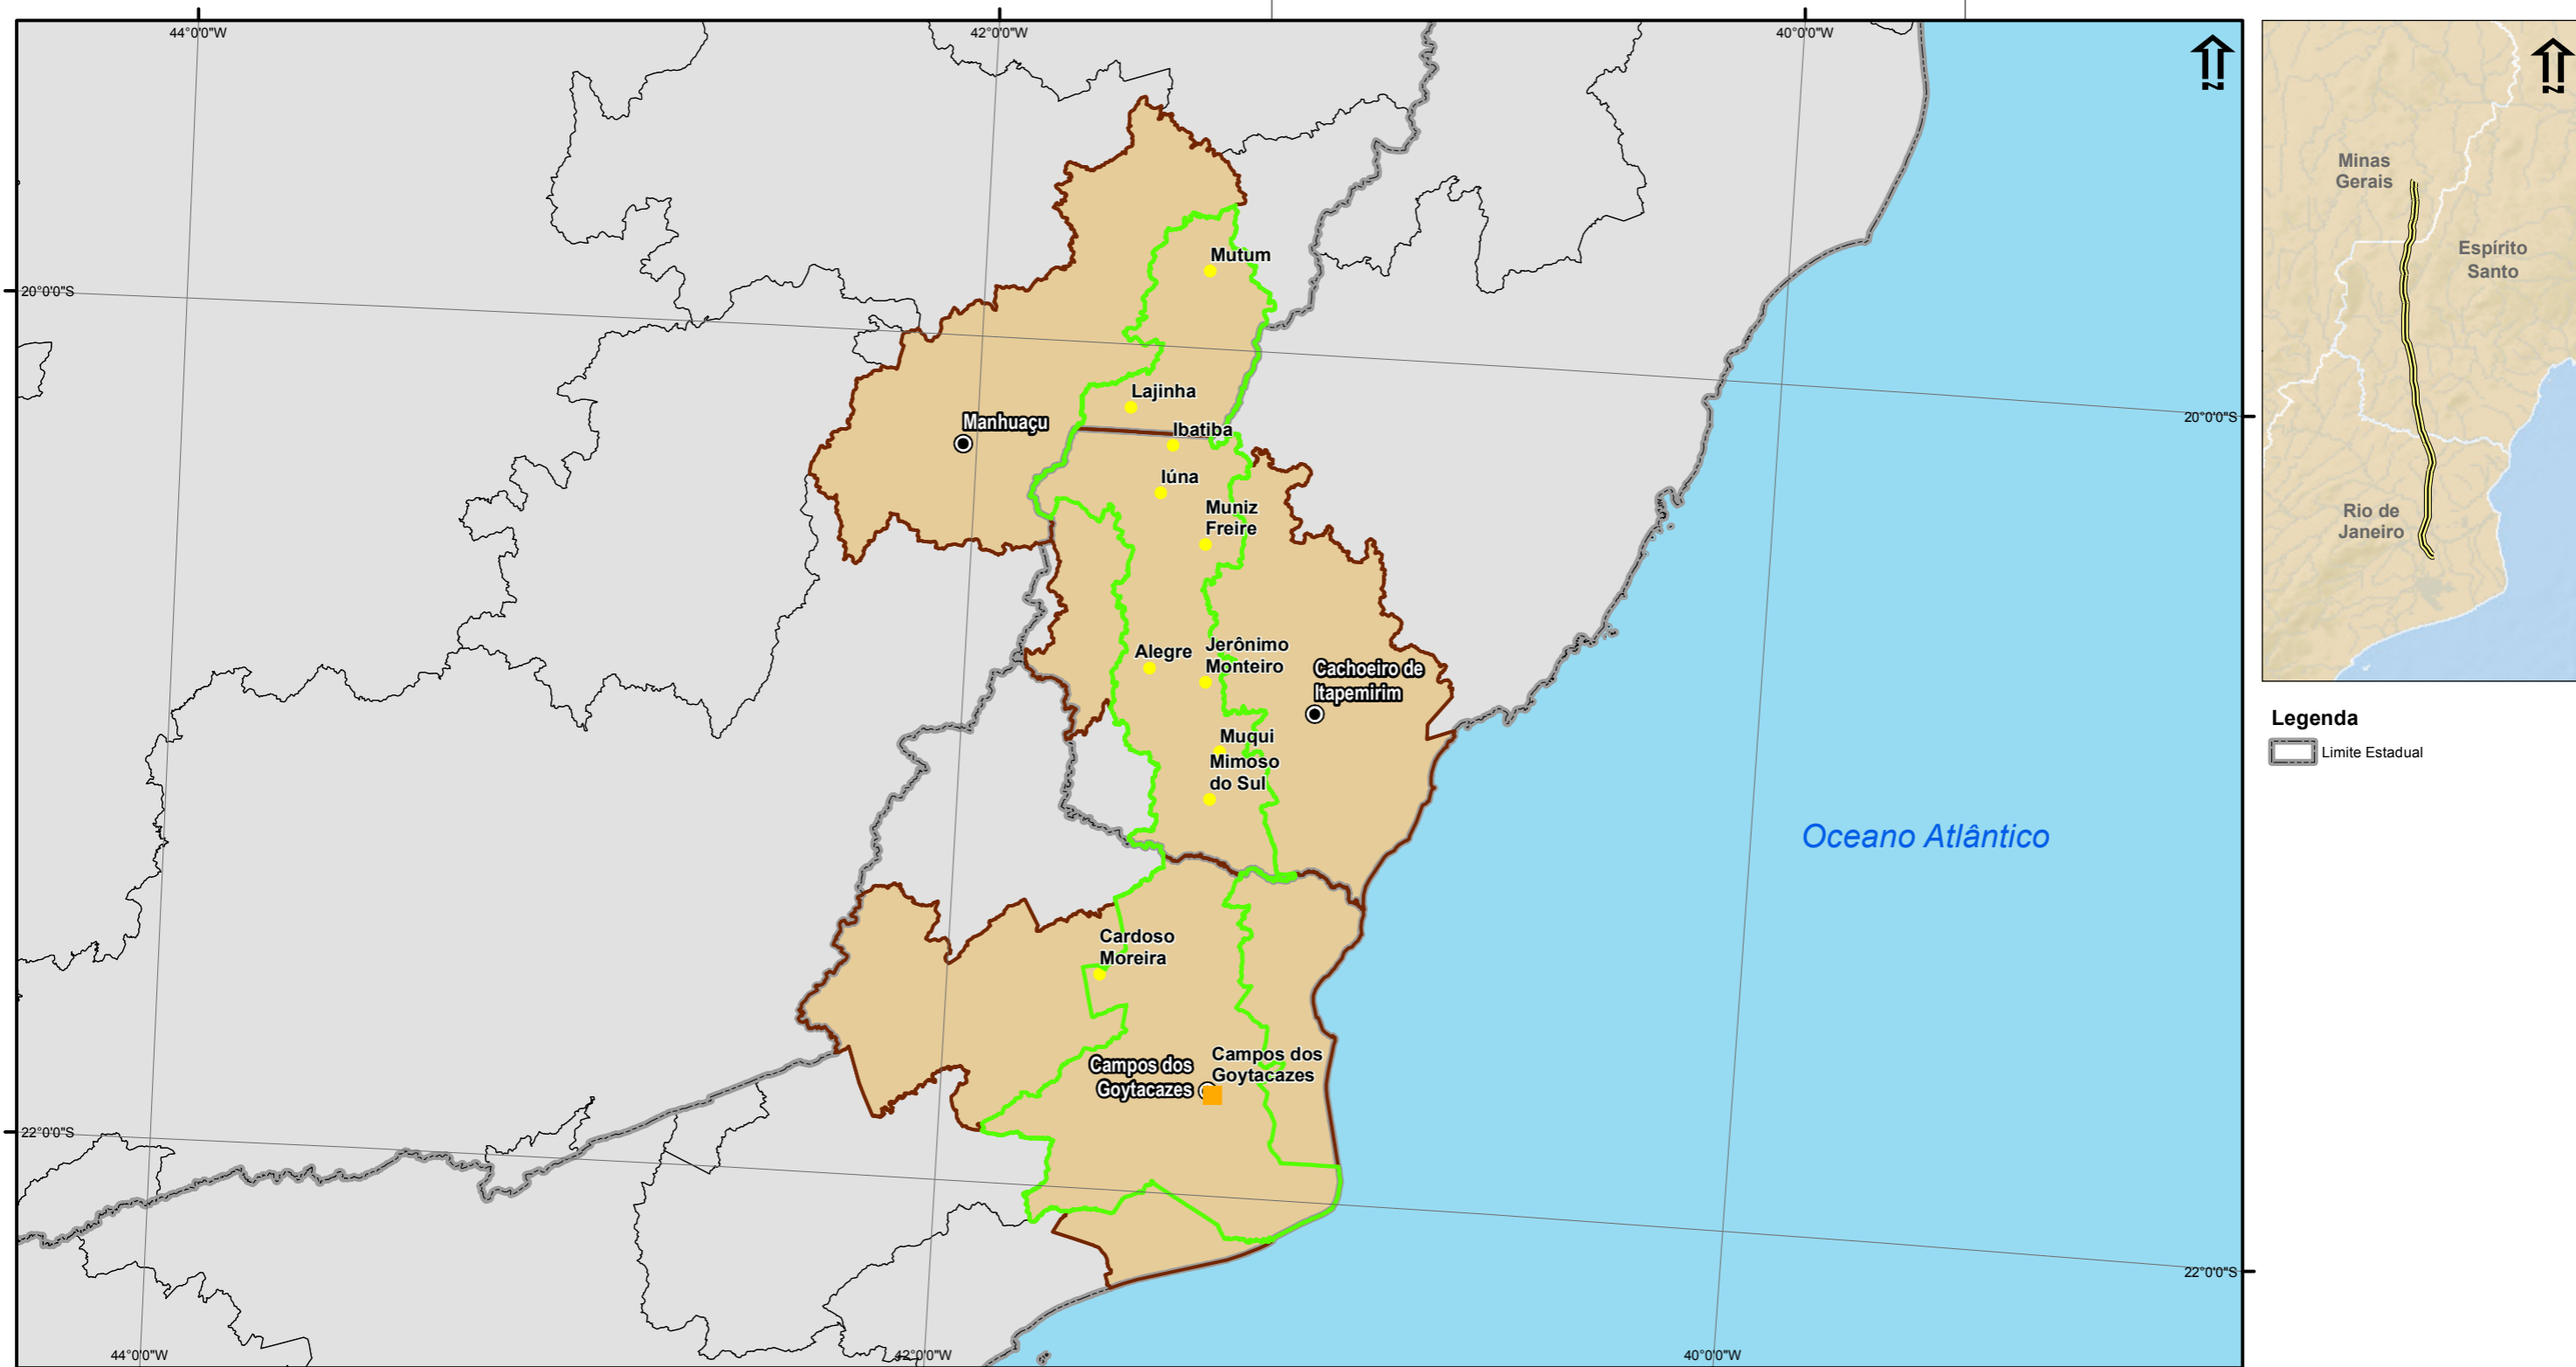 44°0'0"W
42°0'0"W
40°0'0"W
N
N
Minas
Gerais
Espírito
Santo
Mutum
20°0'0"S
Lajinha
20°0'0"S
Manhuaçu
Ibatiba
Iúna
Muniz
Freire
Rio de
Janeiro
Jerônimo
Monteiro
Alegre
Cachoeiro de
Itapemirim
Legenda
Limite Estadual
Muqui
Mimoso
do Sul
Oceano Atlântico
Cardoso
Moreira
Campos dos
Goytacazes
Campos dos
Goytacazes
22°0'0"S
22°0'0"S
44°0'0"W
42°0'0"W
40°0'0"W